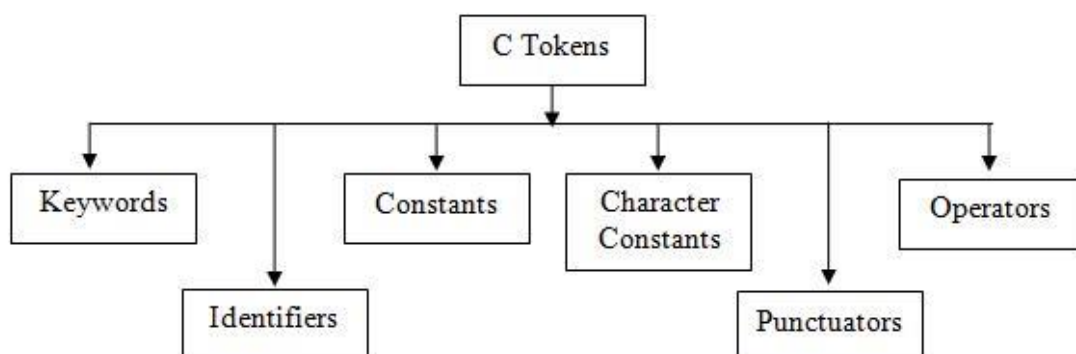 C Tokens
Keywords
Constants
Character
Constants
Operators
Identifiers
Punctuators